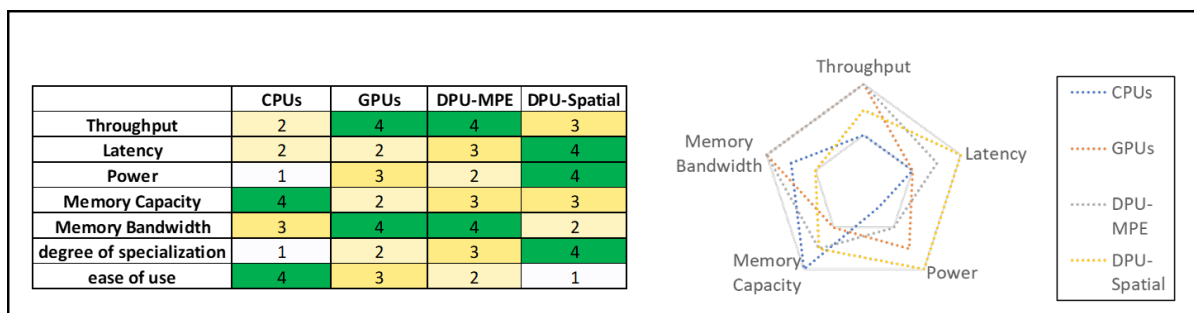 CPUs GPUs DPU-MPE DPU-Spatial
Throughput 2 4 4 3
Latency 2 2 3 4
Power 1 3 2 4
Memory Capacity 4 2 3 3
Memory Bandwidth 3 4 4 2
degree of specialization 1 2 3 4
ease of use 4 3 2 1
Throughput
Memory
Bandwidth
Latency
Memory
Capacity
Power
CPUs
GPUs
DPU-
MPE
DPU-
Spatial